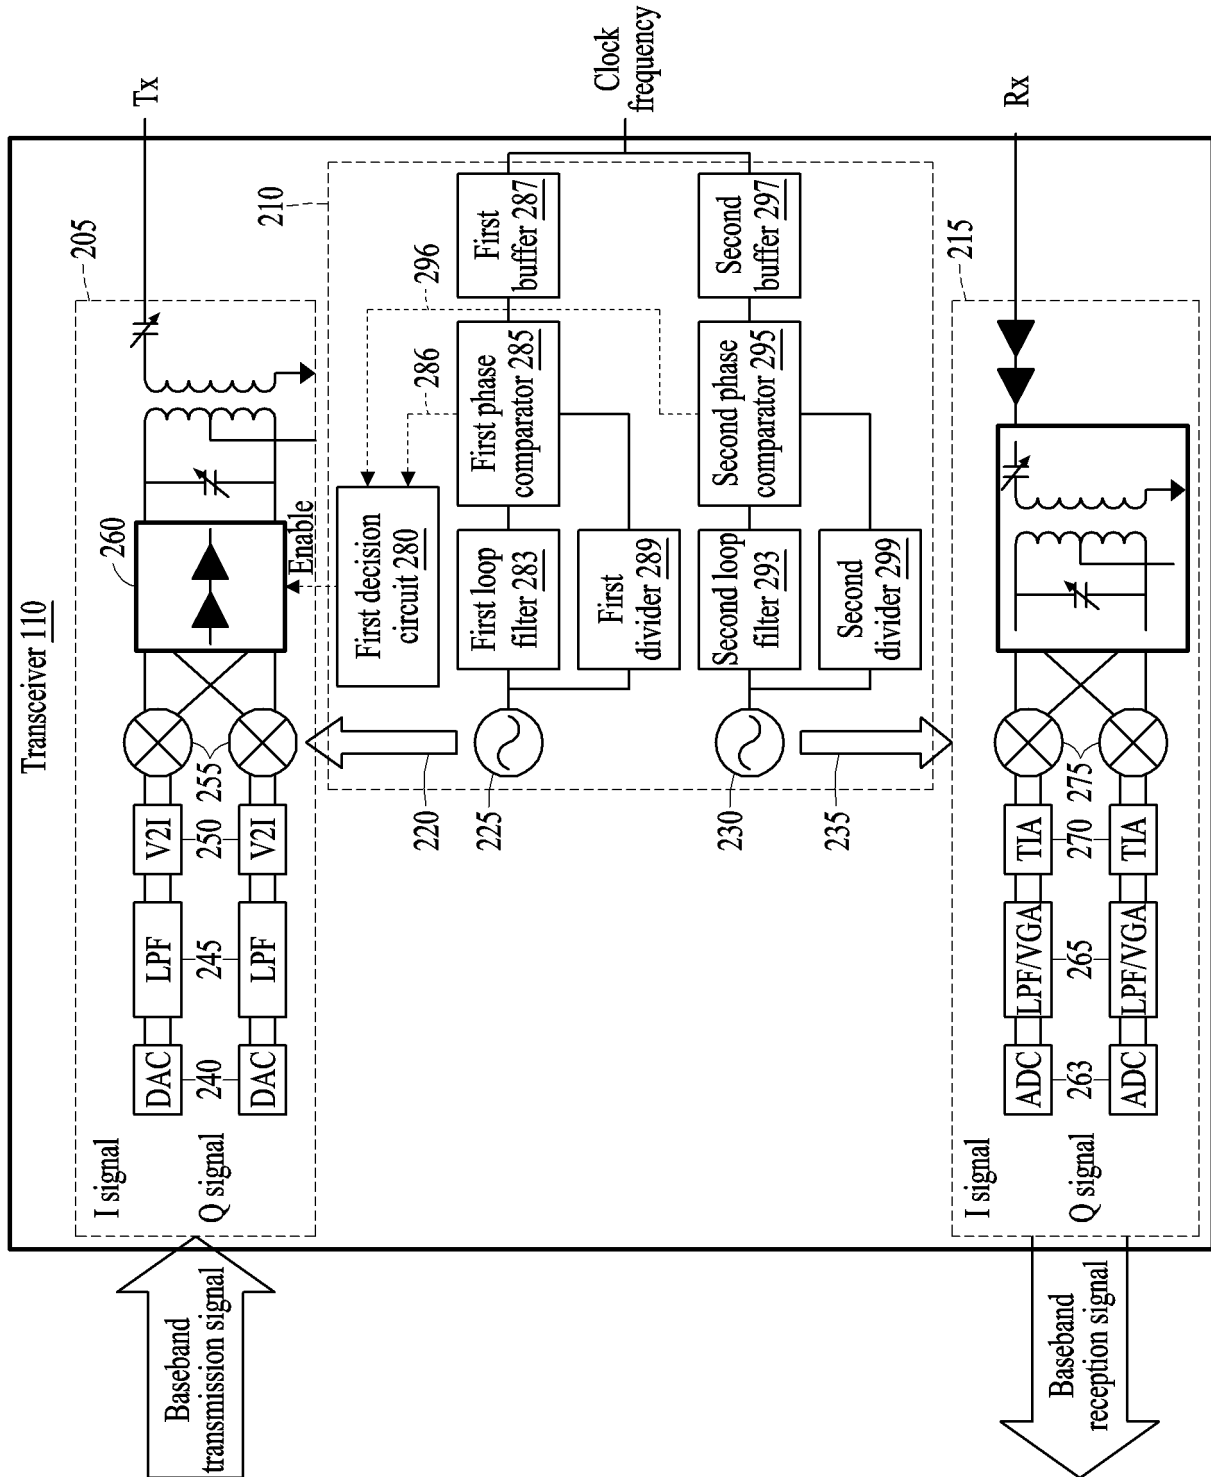 Transceiver 110
Baseband
transmission signal
I signal
Q signal
DAC
240
DAC
LPF
245
LPF
V2I
250
V2I
255
260
Enable
205
Tx
210
220
225
First decision
circuit 280
286
296
First loop
filter 283
First phase
comparator 285
First
buffer 287
First
divider 289
Clock
frequency
230
235
Second loop
filter 293
Second phase
comparator 295
Second
buffer 297
Second
divider 299
215
Rx
I signal
Q signal
ADC
263
ADC
LPF/VGA
265
LPF/VGA
TIA
270
TIA
275
Baseband
reception signal